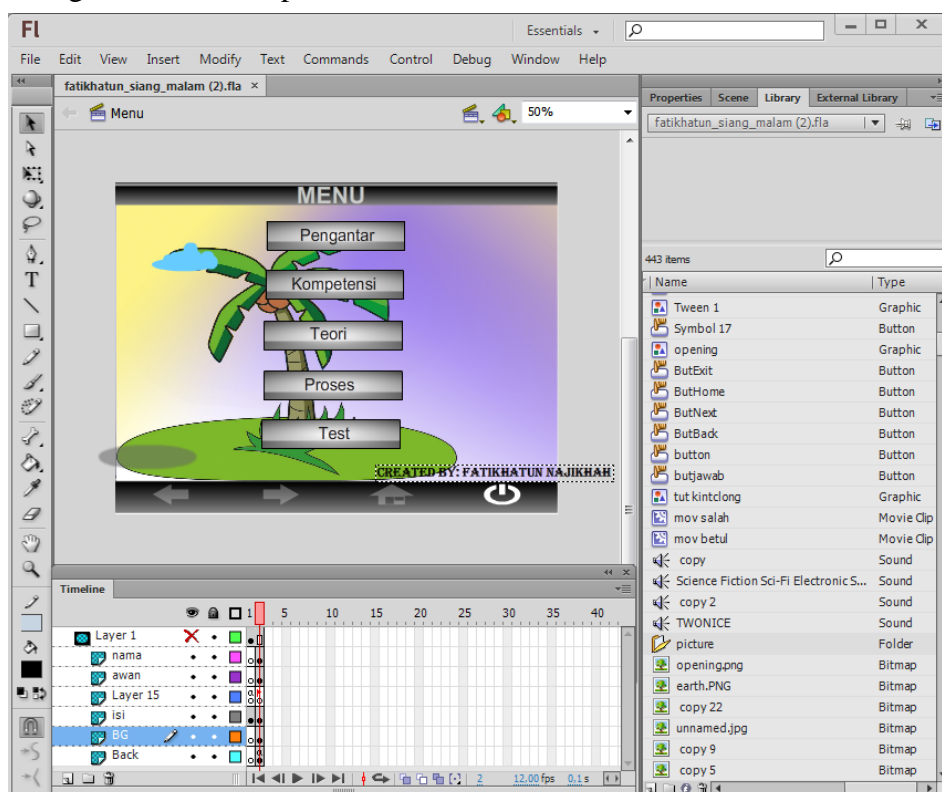 Fl
Essentials
File Edit View Insert Modify Text Commands Control Debug Window Help
fatikhatun_siang_malam (2).fla ×
Menu
50%
MENU
Pengantar
Kompetensi
Teori
Proses
Test
CREATED BY: FATIKHATUN NAJIKHAH
Properties Scene Library External Library
fatikhatun_siang_malam (2).fla
443 items
Name Type
Tween 1 Graphic
Symbol 17 Button
opening Graphic
ButExit Button
ButHome Button
ButNext Button
ButBack Button
button Button
butjawab Button
tut kintclong Graphic
mov salah Movie Clip
mov betul Movie Clip
copy Sound
Science Fiction Sci-Fi Electronic S... Sound
copy 2 Sound
TWONICE Sound
picture Folder
opening.png Bitmap
earth.PNG Bitmap
copy 22 Bitmap
unnamed.jpg Bitmap
copy 9 Bitmap
copy 5 Bitmap
Timeline
1 5 10 15 20 25 30 35 40
Layer 1
nama
awan
Layer 15
isi
BG
Back
2 12.00 fps 0.1 s